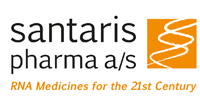 santaris
pharma a/s
RNA Medicines for the 21st Century